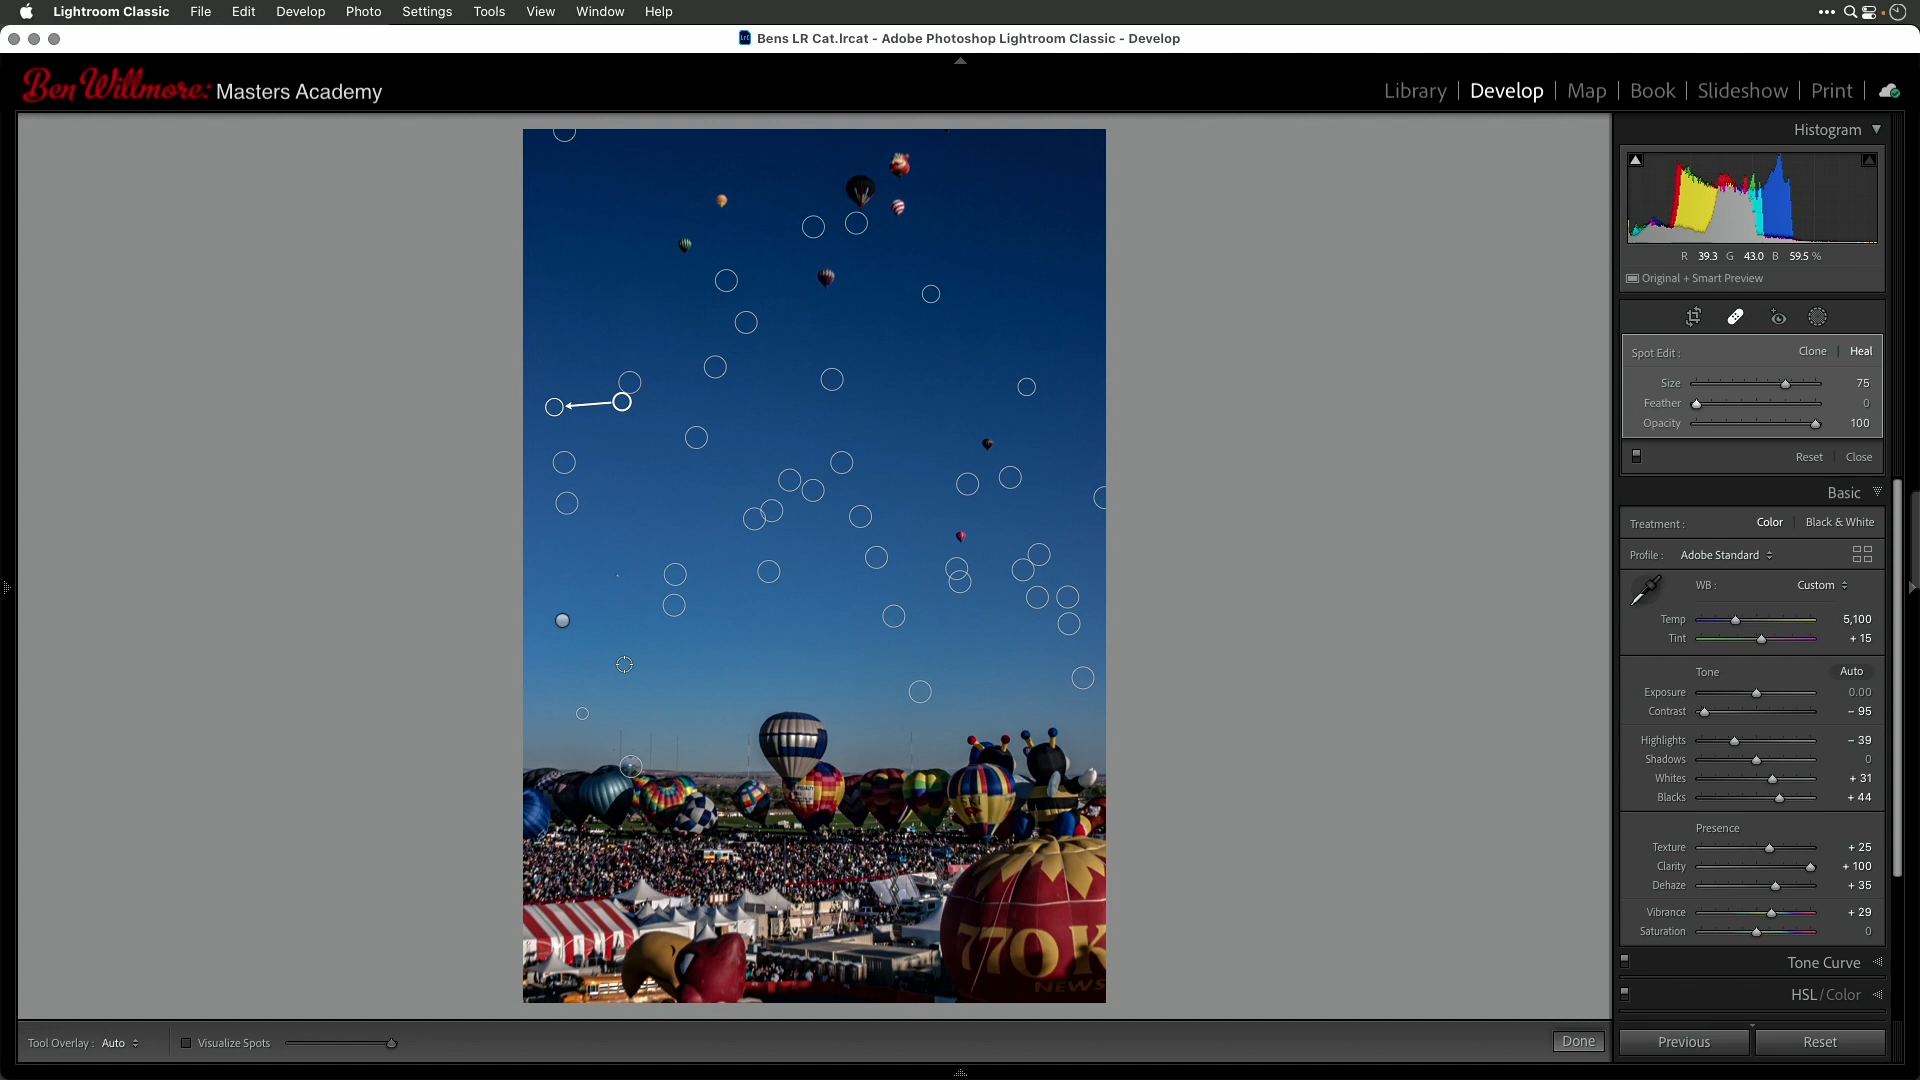 Lightroom Classic File Edit Develop Photo Settings Tools View Window Help
Bens LR Cat.lrcat - Adobe Photoshop Lightroom Classic - Develop
Ben Willmore: Masters Academy
Library | Develop | Map | Book | Slideshow | Print |
Histogram
R 39.3 G 43.0 B 59.5 %
Original + Smart Preview
Spot Edit : Clone | Heal
Size 75
Feather 0
Opacity 100
Reset Close
Basic
Treatment : Color Black & White
Profile : Adobe Standard
WB : Custom
Temp 5,100
Tint + 15
Tone Auto
Exposure 0.00
Contrast − 95
Highlights − 39
Shadows 0
Whites + 31
Blacks + 44
Presence
Texture + 25
Clarity + 100
Dehaze + 35
Vibrance + 29
Saturation 0
Tone Curve
HSL / Color
770 K
NEWS
Tool Overlay : Auto Visualize Spots Done
Previous Reset